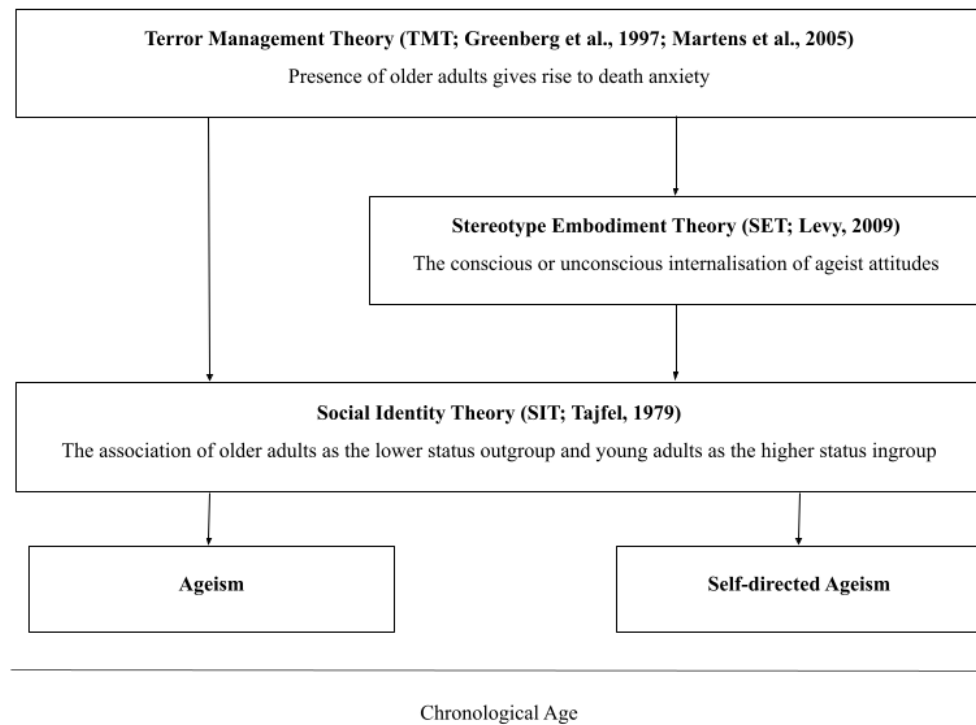 Terror Management Theory (TMT; Greenberg et al., 1997; Martens et al., 2005)
Presence of older adults gives rise to death anxiety
Stereotype Embodiment Theory (SET; Levy, 2009)
The conscious or unconscious internalisation of ageist attitudes
Social Identity Theory (SIT; Tajfel, 1979)
The association of older adults as the lower status outgroup and young adults as the higher status ingroup
Ageism
Self-directed Ageism
Chronological Age